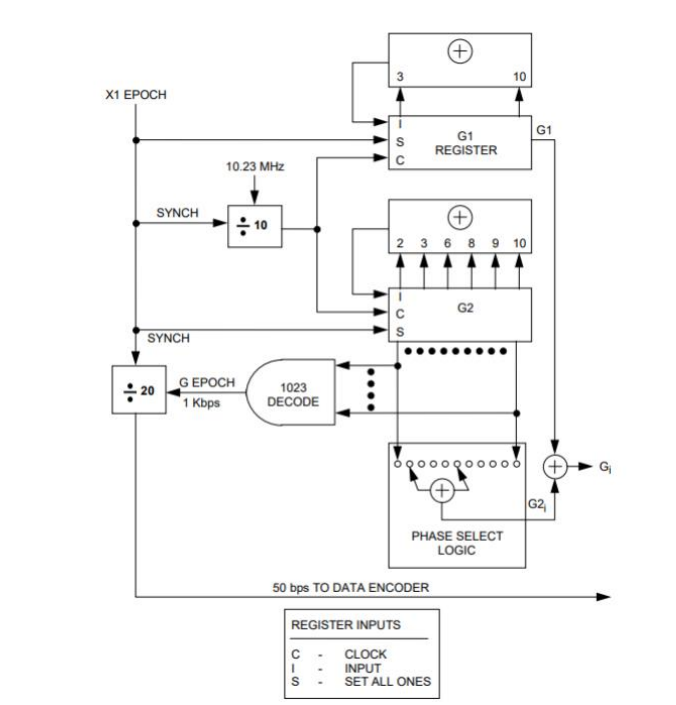 3 10
X1 EPOCH
I
S
C
G1
REGISTER
G1
10.23 MHz
SYNCH
÷ 10
2 3 6 8 9 10
I
C
S
G2
SYNCH
÷ 20
G EPOCH
1 Kbps
1023
DECODE
Gi
G2i
PHASE SELECT
LOGIC
50 bps TO DATA ENCODER
REGISTER INPUTS
C - CLOCK
I - INPUT
S - SET ALL ONES